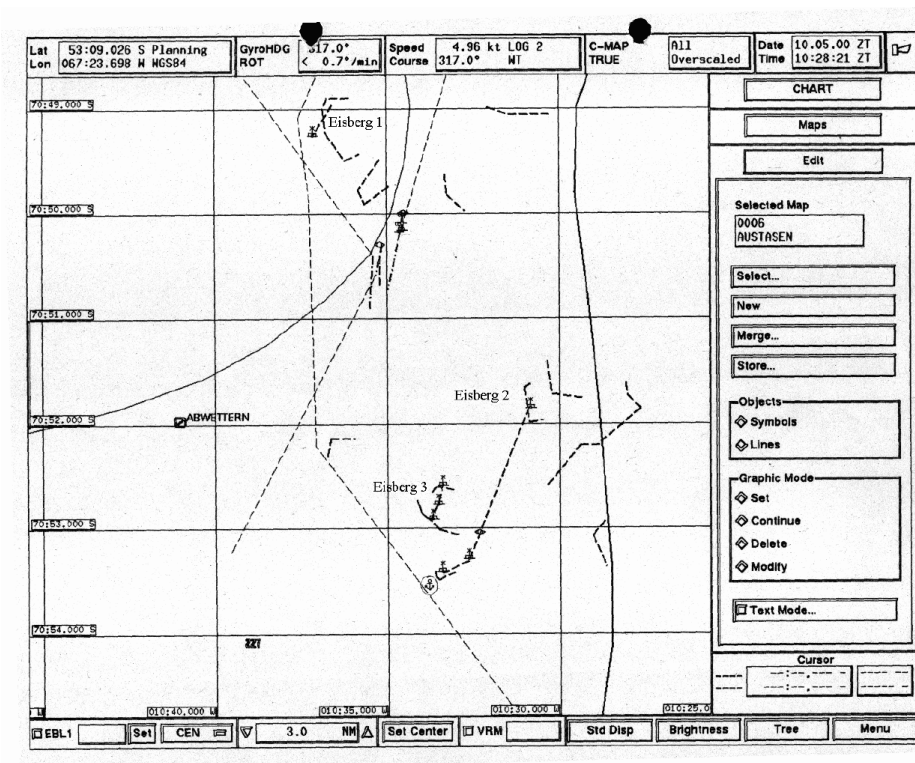 Lat 53:09.026 S Planning
Lon 067:23.698 W WGS84
GyroHDG 317.0°
ROT < 0.7°/min
Speed 4.96 kt LOG 2
Course 317.0° WT
C-MAP All
TRUE Overscaled
Date 10.05.00 ZT
Time 10:28:21 ZT
CHART
Maps
Edit
Selected Map
0006
AUSTASEN
Select...
New
Merge...
Store...
Objects
Symbols
Lines
Graphic Mode
Set
Continue
Delete
Modify
Text Mode...
Cursor
--:--.---
--:--.---
70:49.000 S
Eisberg 1
70:50.000 S
70:51.000 S
Eisberg 2
ABWETTERN
70:52.000 S
Eisberg 3
70:53.000 S
70:54.000 S
W
010:40.000 W
010:35.000 W
010:30.000 W
010:25.0
EBL1
Set
CEN
3.0 NM
Set Center
VRM
Std Disp
Brightness
Tree
Menu